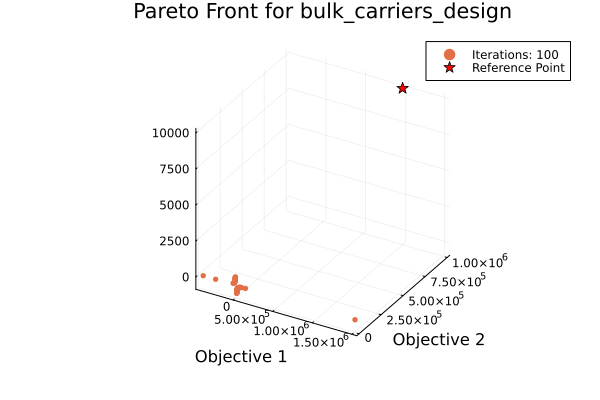 Pareto Front for bulk_carriers_design
Iterations: 100
Reference Point
10000
7500
5000
2500
0
0
5.00×10⁵
1.00×10⁶
1.50×10⁶
0
2.50×10⁵
5.00×10⁵
7.50×10⁵
1.00×10⁶
Objective 1
Objective 2